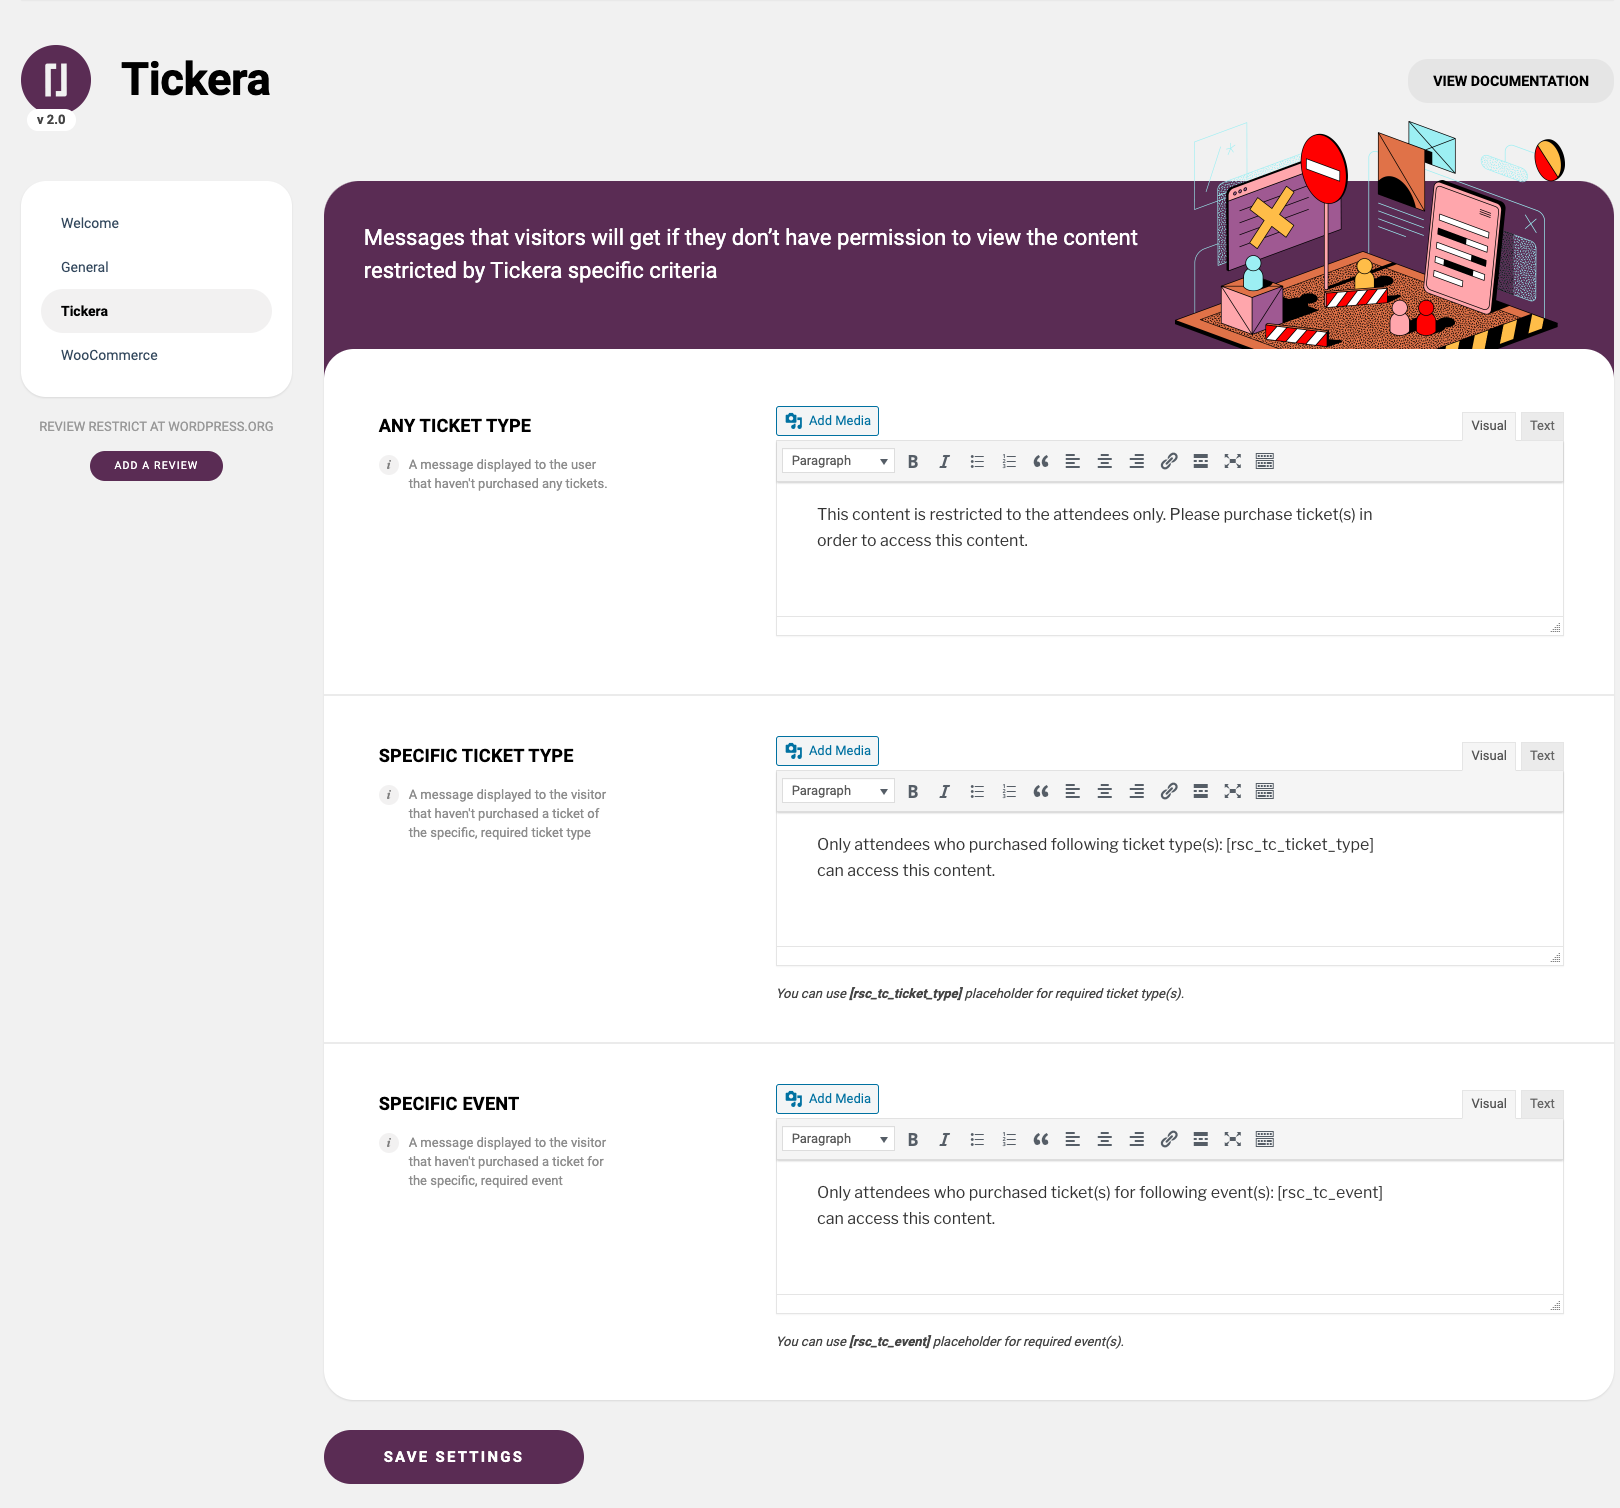 Tickera
v 2.0
VIEW DOCUMENTATION
Welcome
General
Tickera
WooCommerce
REVIEW RESTRICT AT WORDPRESS.ORG
ADD A REVIEW
Messages that visitors will get if they don’t have permission to view the content
restricted by Tickera specific criteria
ANY TICKET TYPE
A message displayed to the user
that haven't purchased any tickets.
Add Media
Visual
Text
Paragraph
This content is restricted to the attendees only. Please purchase ticket(s) in
order to access this content.
SPECIFIC TICKET TYPE
A message displayed to the visitor
that haven't purchased a ticket of
the specific, required ticket type
Add Media
Visual
Text
Paragraph
Only attendees who purchased following ticket type(s): [rsc_tc_ticket_type]
can access this content.
You can use [rsc_tc_ticket_type] placeholder for required ticket type(s).
SPECIFIC EVENT
A message displayed to the visitor
that haven't purchased a ticket for
the specific, required event
Add Media
Visual
Text
Paragraph
Only attendees who purchased ticket(s) for following event(s): [rsc_tc_event]
can access this content.
You can use [rsc_tc_event] placeholder for required event(s).
SAVE SETTINGS